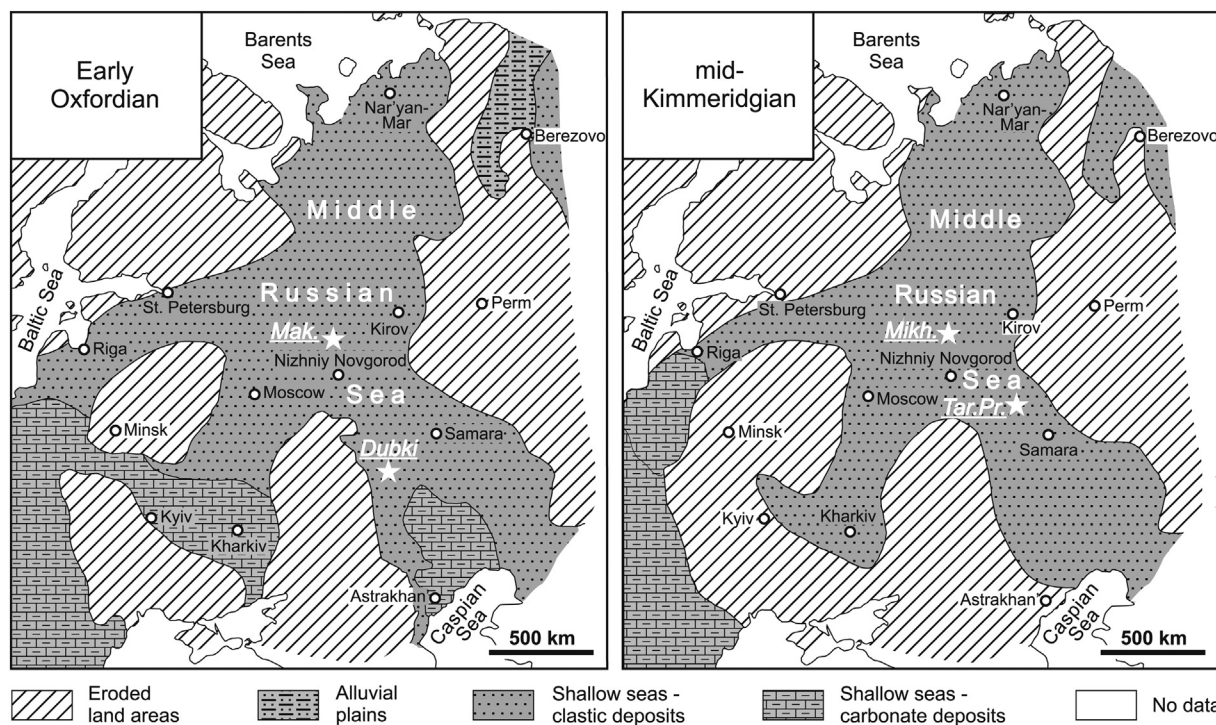 Early
Oxfordian
Barents
Sea
Nar'yan-
Mar
Berezovo
Middle
Baltic Sea
St. Petersburg
Russian
Perm
Kirov
Mak.
Riga
Nizhniy Novgorod
Moscow
Sea
Minsk
Samara
Dubki
Kyiv
Kharkiv
Astrakhan'
Caspian
Sea
500 km
mid-
Kimmeridgian
Barents
Sea
Nar'yan-
Mar
Berezovo
Middle
Baltic Sea
St. Petersburg
Russian
Perm
Kirov
Mikh.
Riga
Nizhniy Novgorod
Sea
Moscow
Tar.Pr.
Minsk
Samara
Kyiv
Kharkiv
Astrakhan'
Caspian
Sea
500 km
Eroded
land areas
Alluvial
plains
Shallow seas -
clastic deposits
Shallow seas -
carbonate deposits
No data